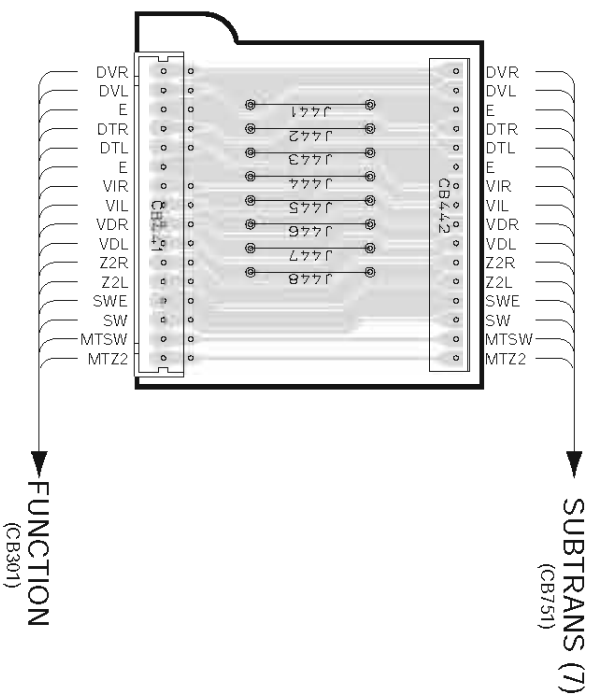 DVR
DVL
E
DTR
DTL
E
VIR
VIL
VDR
VDL
Z2R
Z2L
SWE
SW
MTSW
MTZ2
CB441
J441
J442
J443
J444
J445
J446
J447
J448
CB442
DVR
DVL
E
DTR
DTL
E
VIR
VIL
VDR
VDL
Z2R
Z2L
SWE
SW
MTSW
MTZ2
FUNCTION
(CB301)
SUBTRANS (7)
(CB751)